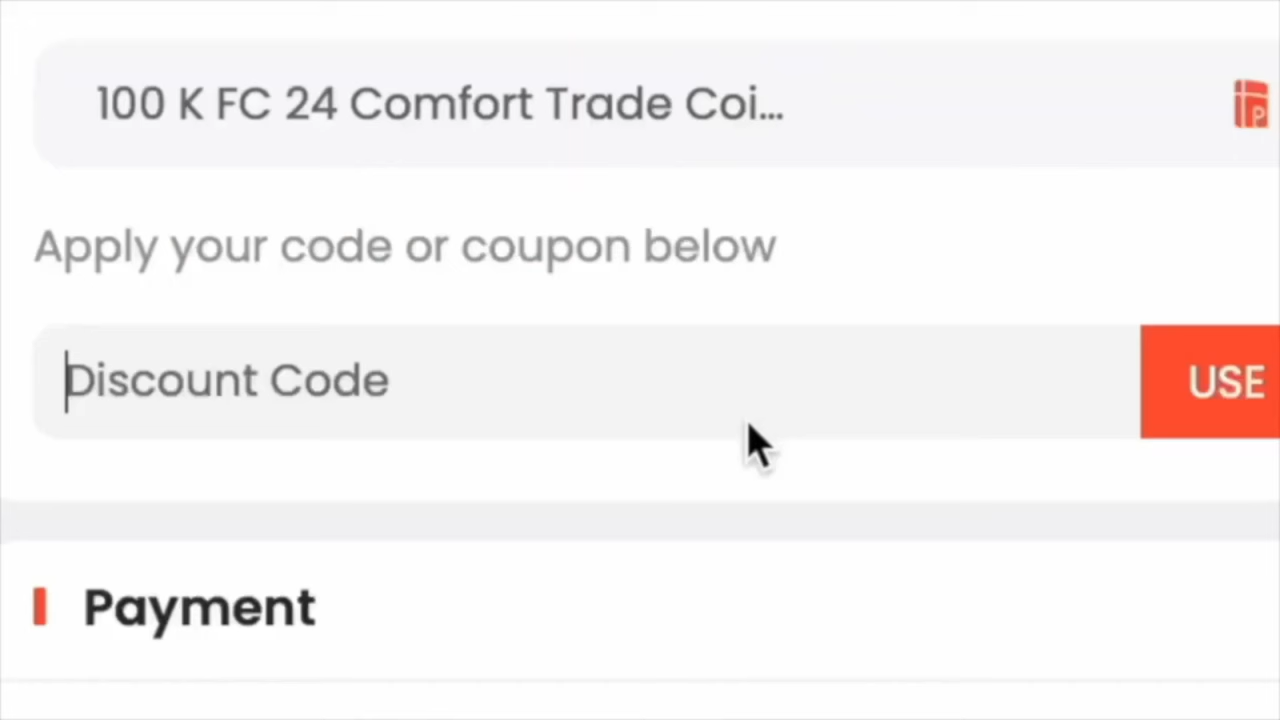 100 K FC 24 Comfort Trade Coi...
P
Apply your code or coupon below
Discount Code
USE
Payment